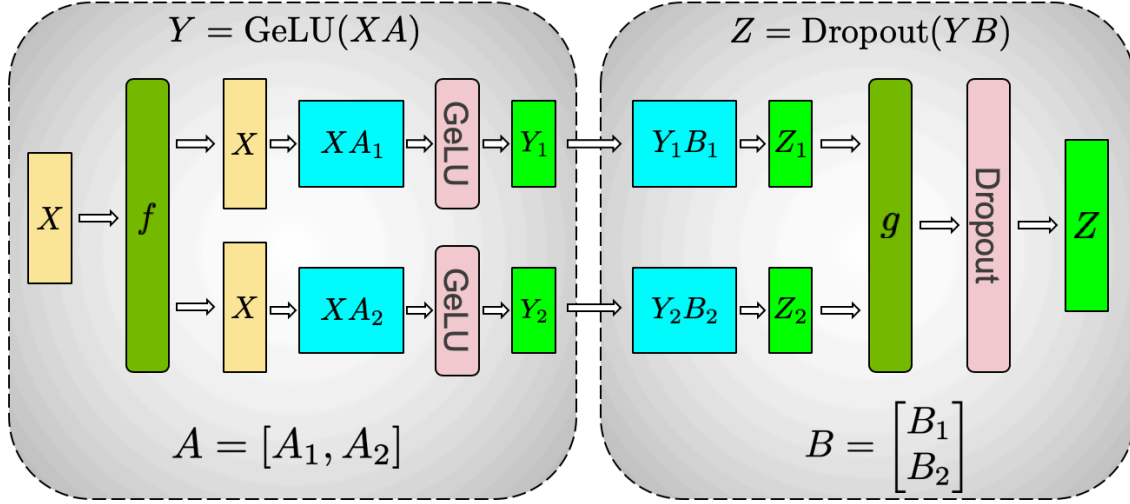 Y = GeLU(XA)
Z = Dropout(YB)
X
f
X
XA₁
GeLU
Y₁
Y₁B₁
Z₁
X
XA₂
GeLU
Y₂
Y₂B₂
Z₂
g
Dropout
Z
A = [A₁, A₂]
B = [B₁
B₂]